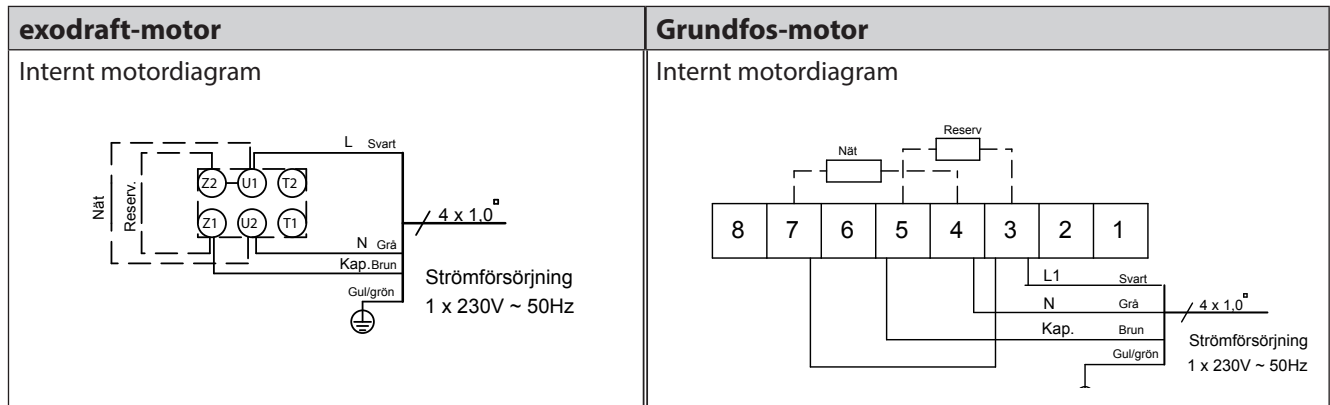 exodraft-motor
Internt motordiagram
L Svart
Z2 U1 T2
Z1 U2 T1
Nät
Reserv.
N Grå
Kap. Brun
Gul/grön
4 x 1,0
Strömförsörjning
1 x 230V ~ 50Hz
Grundfos-motor
Internt motordiagram
Reserv
Nät
8 7 6 5 4 3 2 1
L1 Svart
N Grå
Kap. Brun
Gul/grön
4 x 1,0
Strömförsörjning
1 x 230V ~ 50Hz